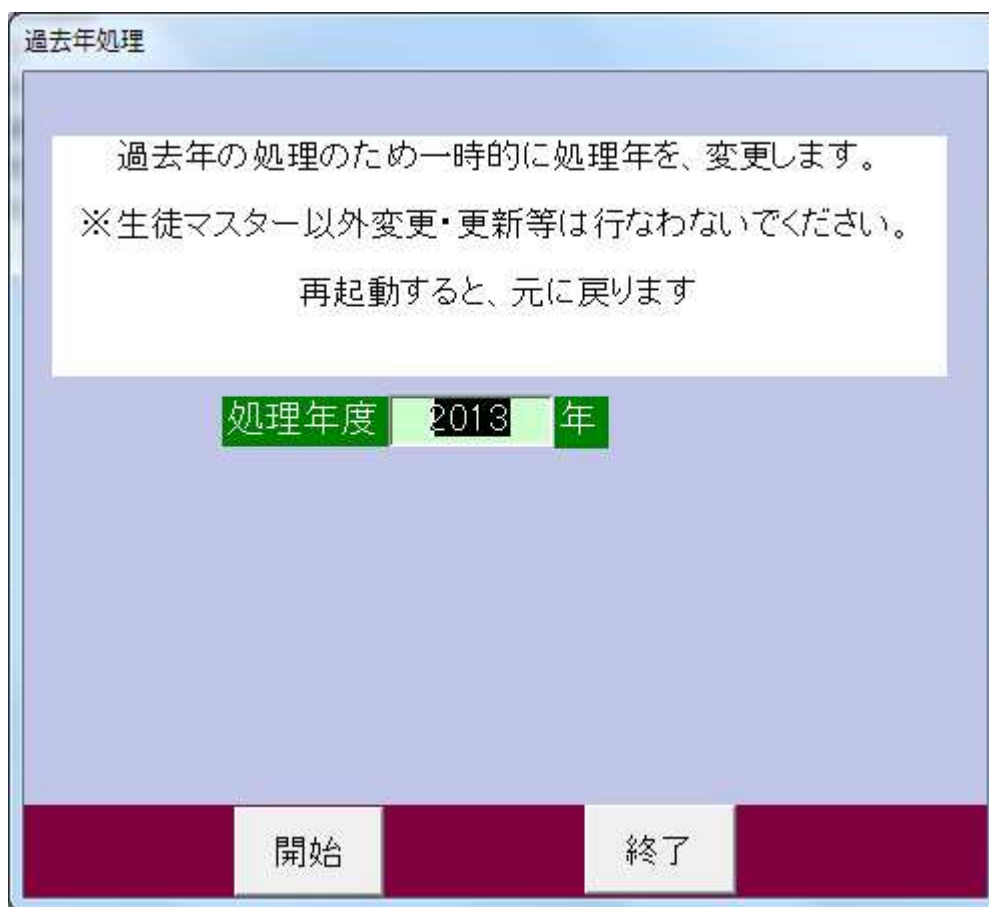 過去年処理
過去年の処理のため一時的に処理年を、変更します。
※生徒マスター以外変更・更新等は行なわないでください。
再起動すると、元に戻ります
処理年度 2013 年
開始 終了